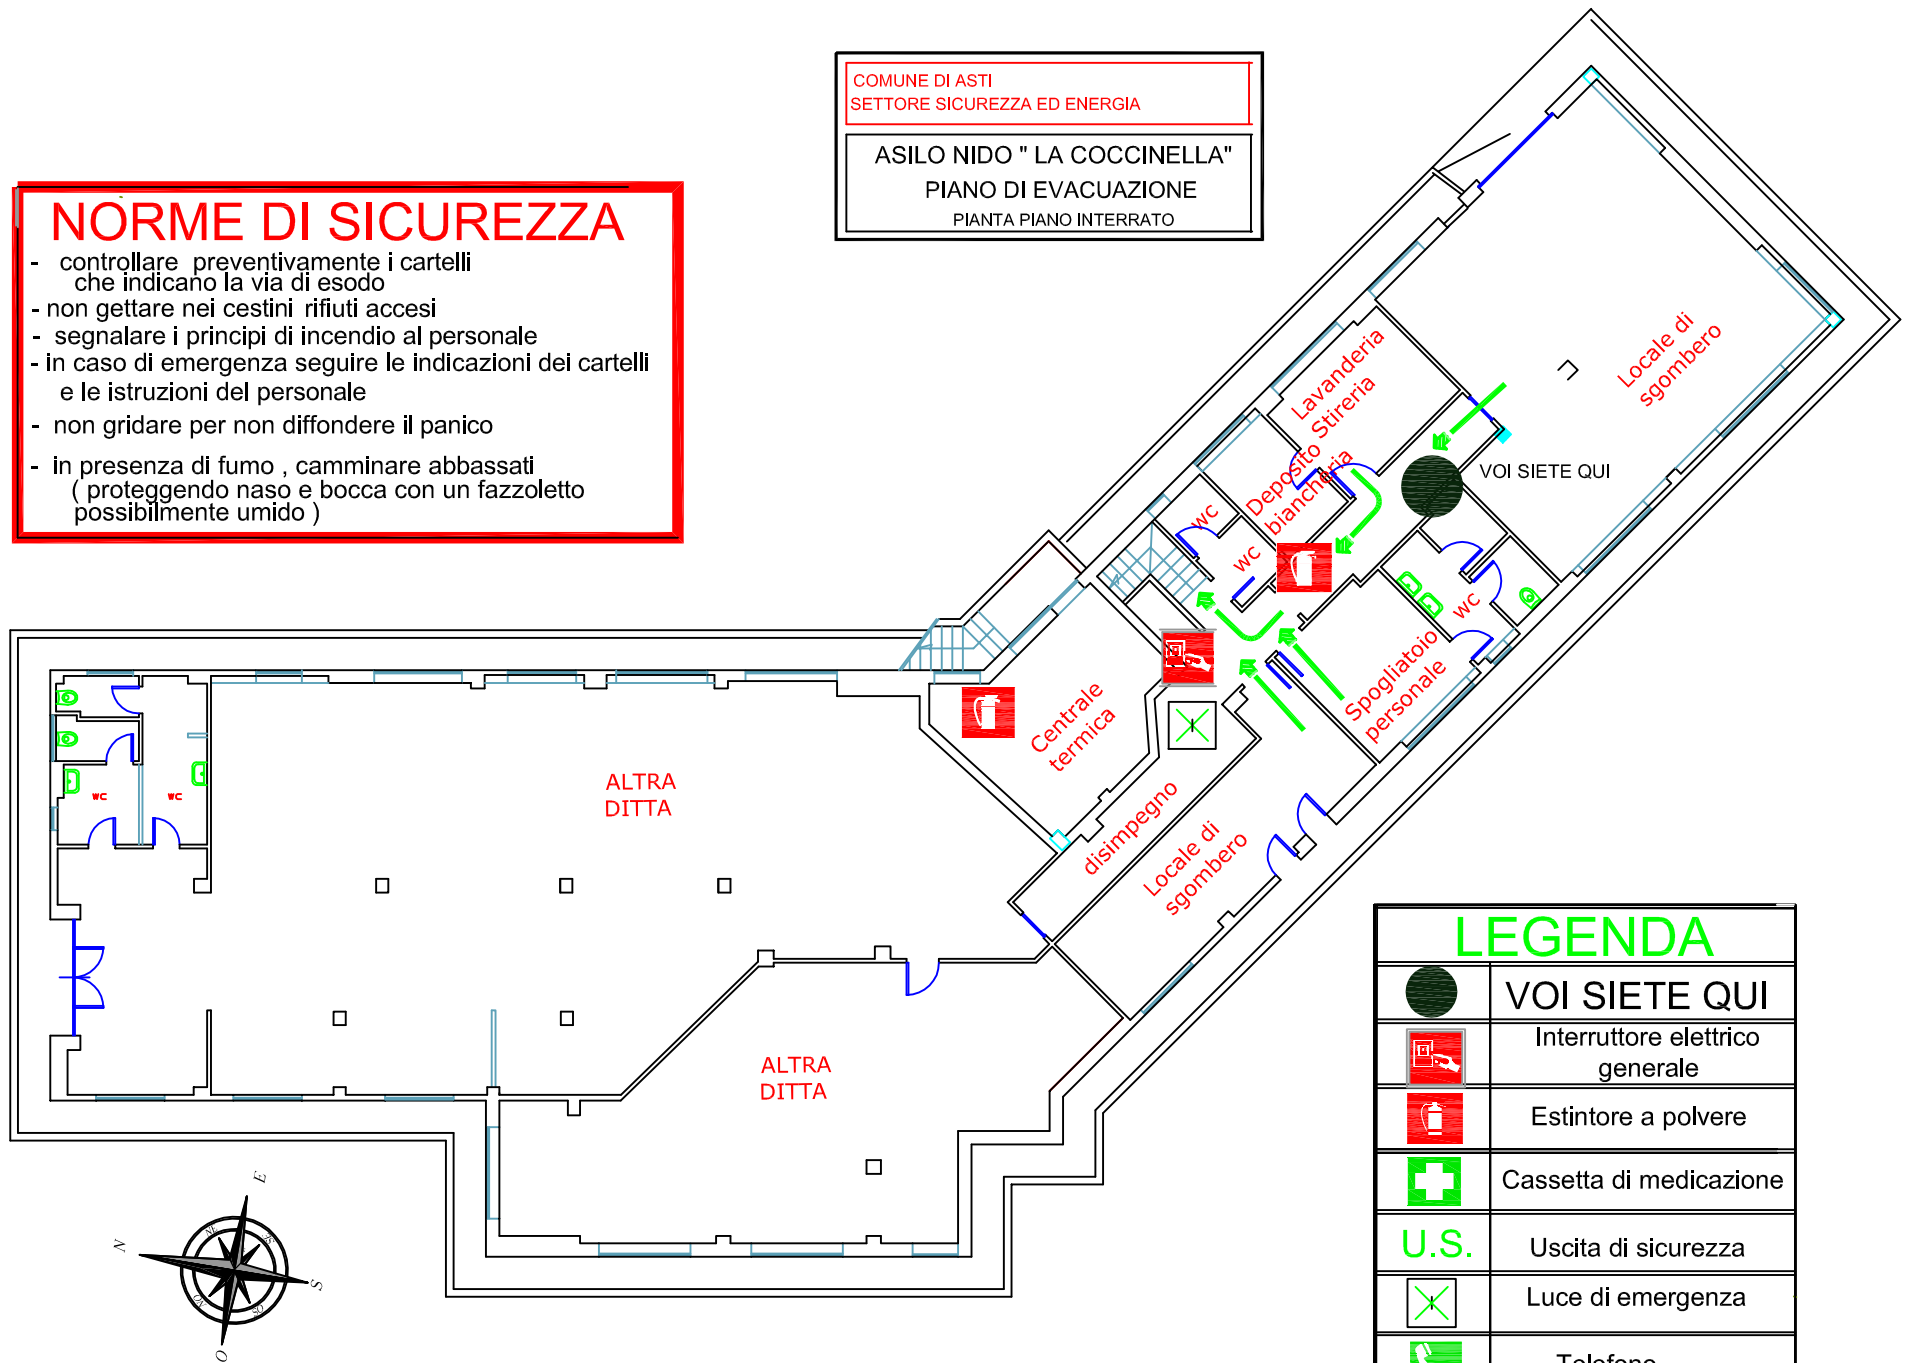 COMUNE DI ASTI
SETTORE SICUREZZA ED ENERGIA
ASILO NIDO " LA COCCINELLA"
PIANO DI EVACUAZIONE
PIANTA PIANO INTERRATO
NORME DI SICUREZZA
- controllare preventivamente i cartelli
che indicano la via di esodo
- non gettare nei cestini rifiuti accesi
- segnalare i principi di incendio al personale
- in caso di emergenza seguire le indicazioni dei cartelli
e le istruzioni del personale
- non gridare per non diffondere il panico
- in presenza di fumo , camminare abbassati
( proteggendo naso e bocca con un fazzoletto
possibilmente umido )
Locale di
sgombero
Lavanderia
Stireria
Deposito
biancheria
VOI SIETE QUI
wc
wc
wc
Spogliatoio
personale
Centrale
termica
disimpegno
Locale di
sgombero
ALTRA
DITTA
wc
wc
ALTRA
DITTA
N
E
S
O
NE
SE
NO
SO
LEGENDA
VOI SIETE QUI
Interruttore elettrico
generale
Estintore a polvere
Cassetta di medicazione
U.S.
Uscita di sicurezza
Luce di emergenza
Telefono